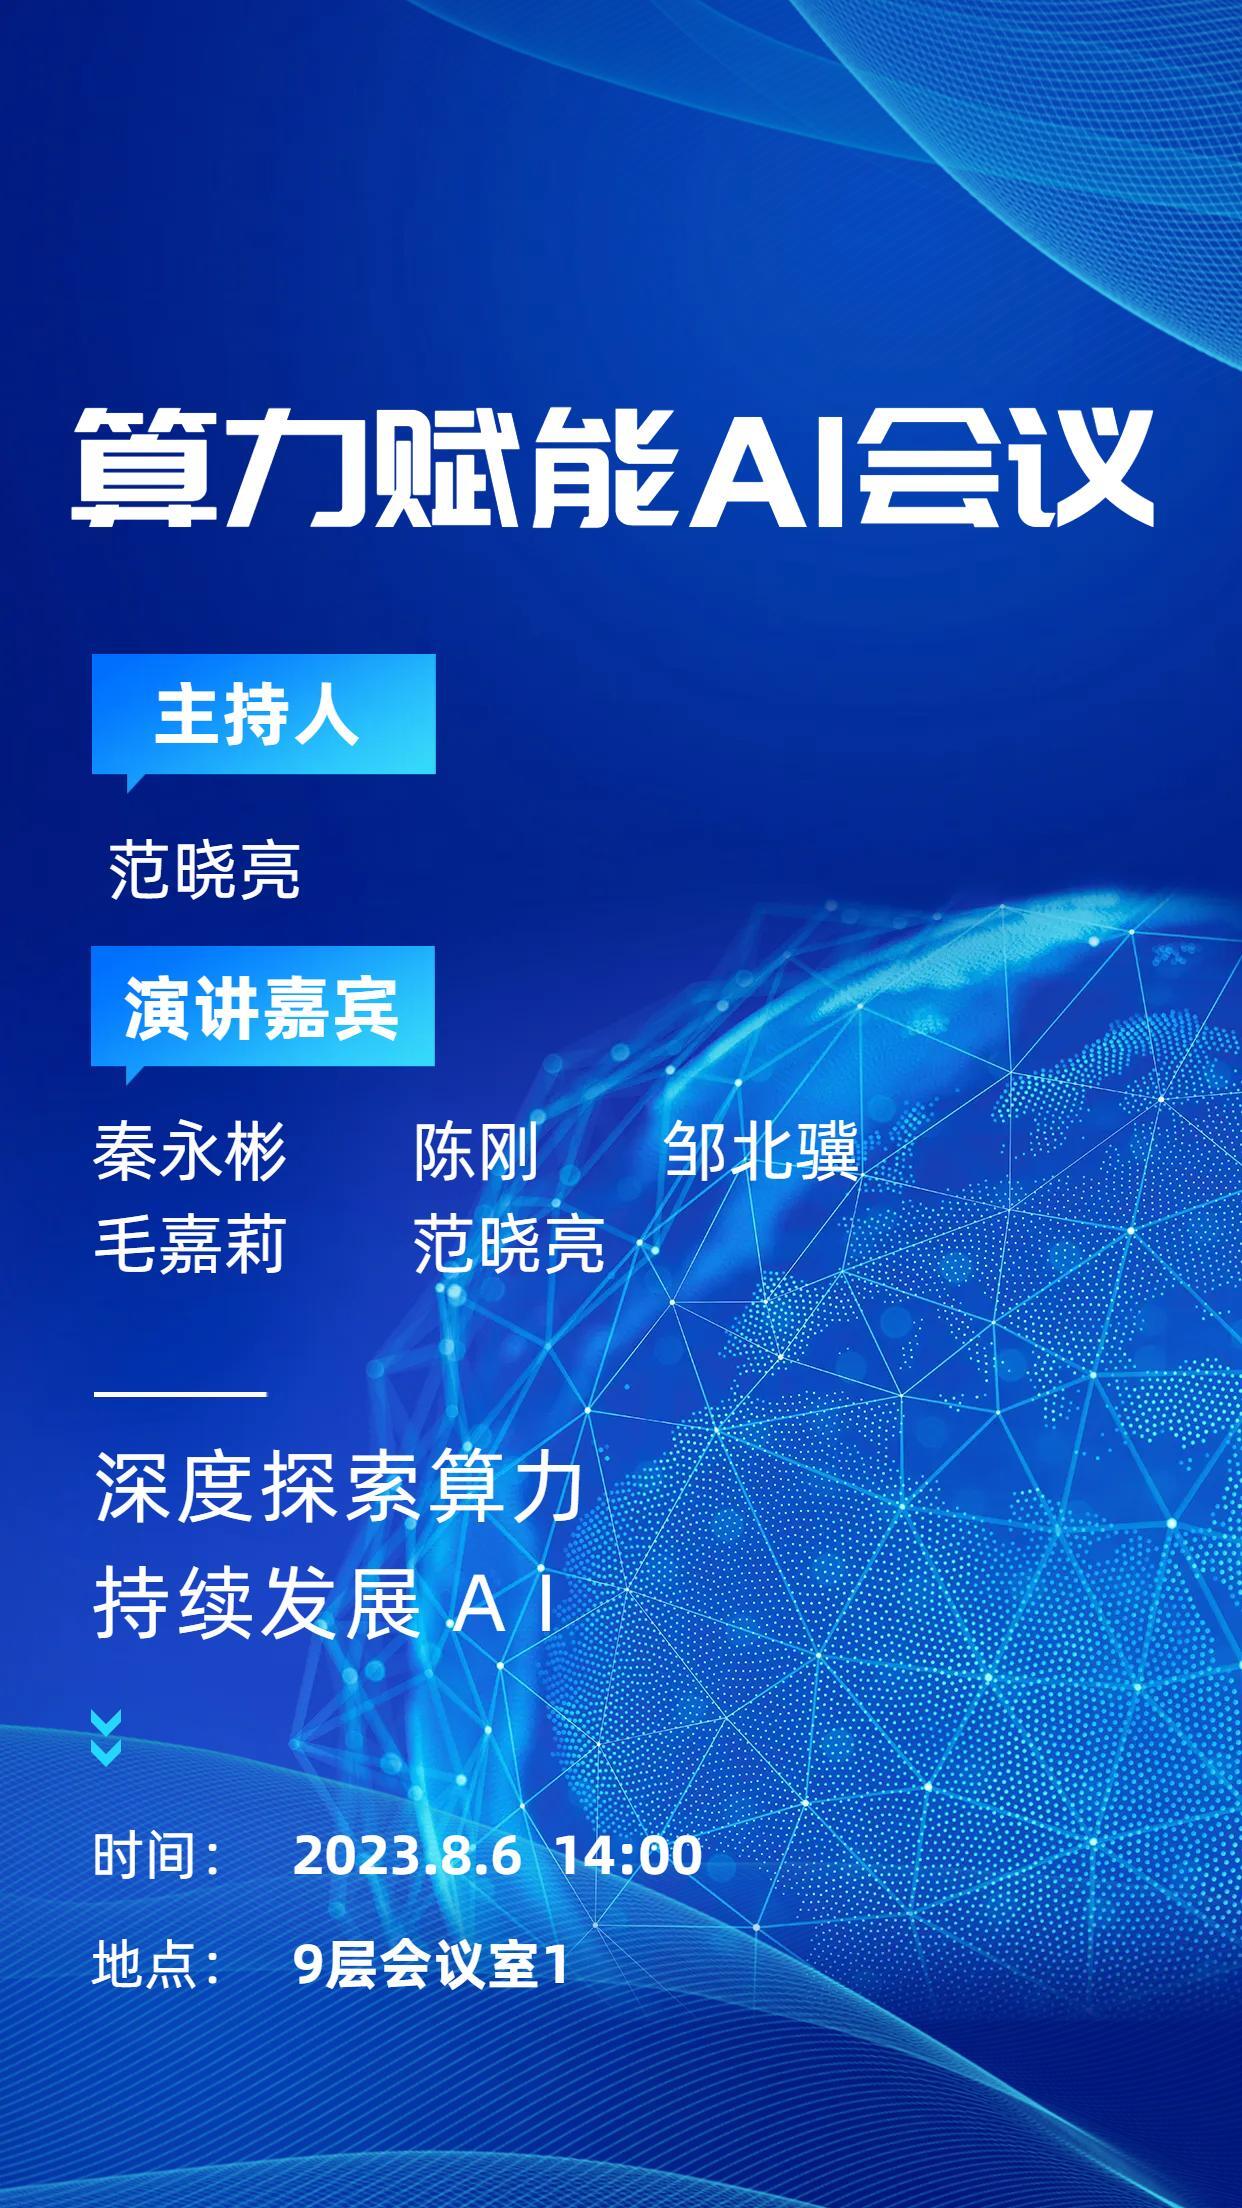 算力赋能AI会议
主持人
范晓亮
演讲嘉宾
秦永彬 陈刚 邹北骥
毛嘉莉 范晓亮
深度探索算力
持续发展 A I
时间： 2023.8.6 14:00
地点： 9层会议室1